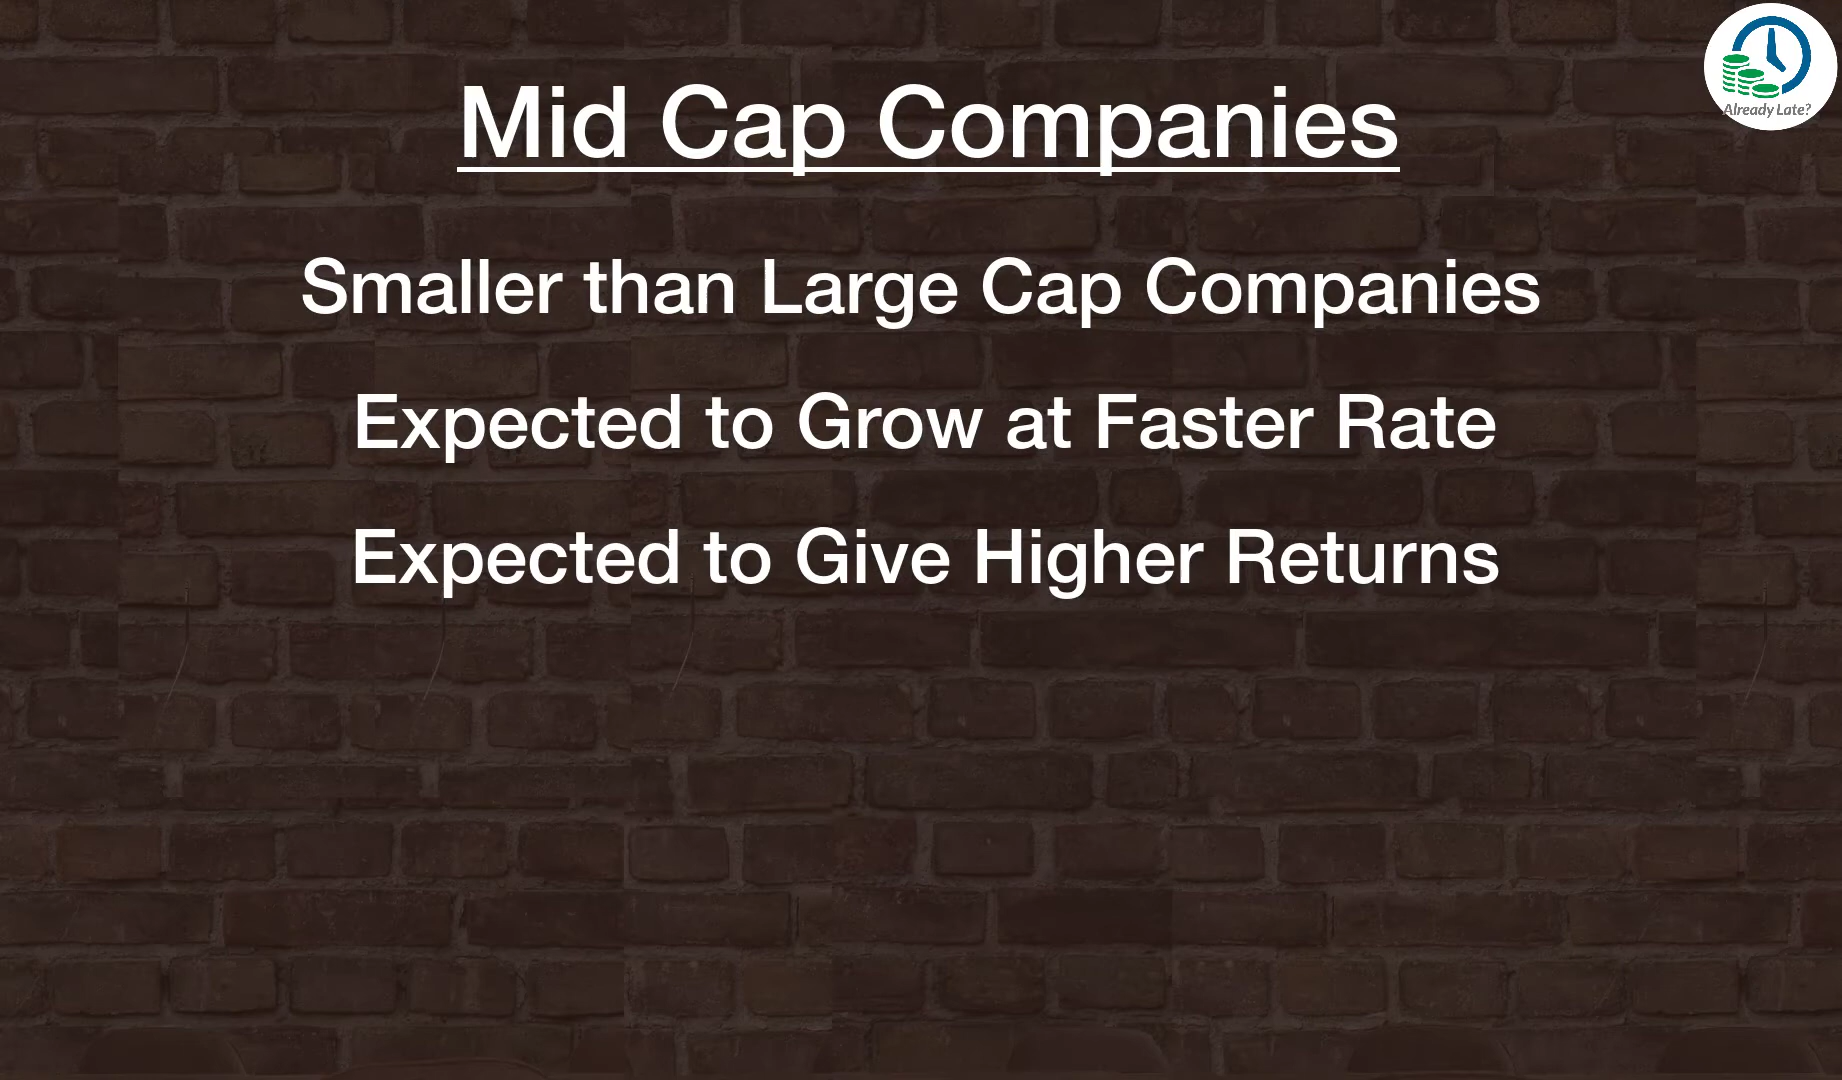 Already Late?
Mid Cap Companies
Smaller than Large Cap Companies
Expected to Grow at Faster Rate
Expected to Give Higher Returns